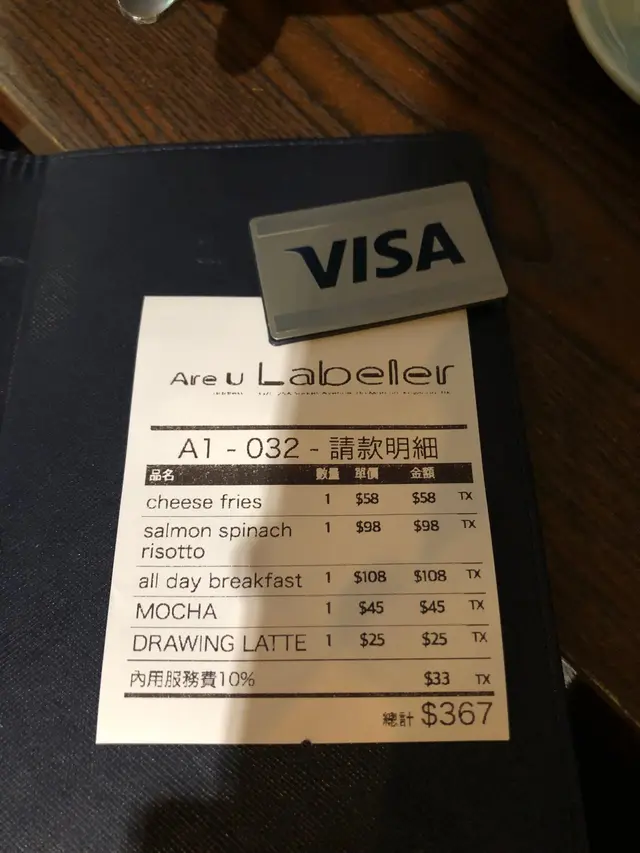 VISA
Are U Labeler
A1 - 032 - 請款明細
品名 數量 單價 金額
cheese fries 1 $58 $58 TX
salmon spinach risotto 1 $98 $98 TX
all day breakfast 1 $108 $108 TX
MOCHA 1 $45 $45 TX
DRAWING LATTE 1 $25 $25 TX
內用服務費10% $33 TX
總計 $367